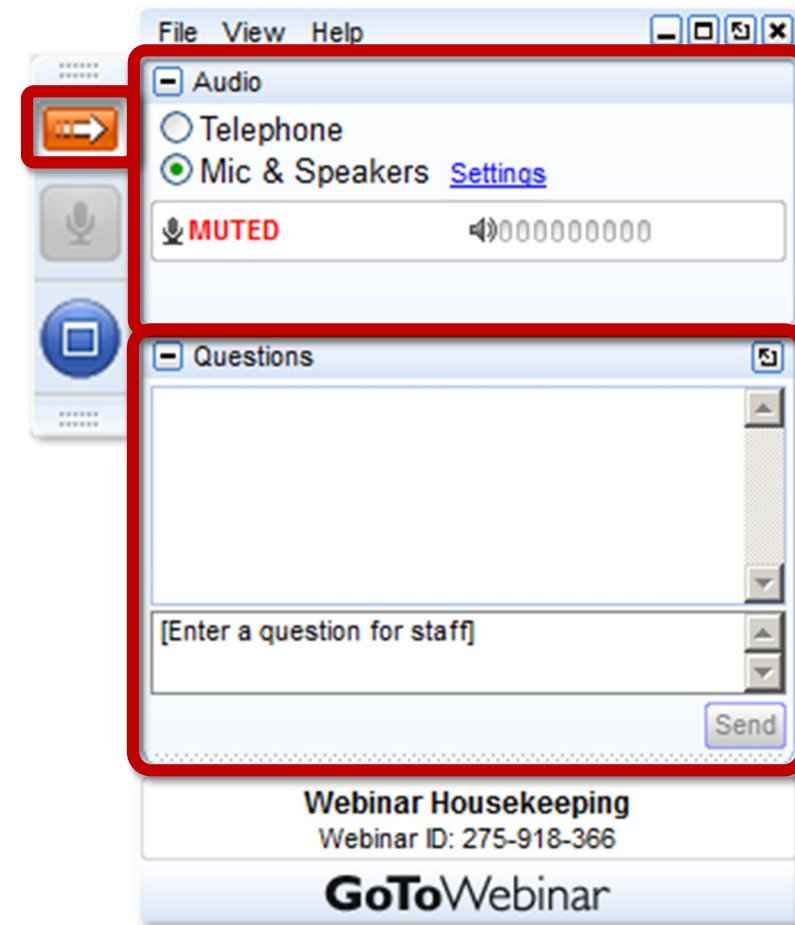 File View Help
Audio
Telephone
Mic & Speakers Settings
MUTED
Questions
[Enter a question for staff]
Send
Webinar Housekeeping
Webinar ID: 275-918-366
GoToWebinar